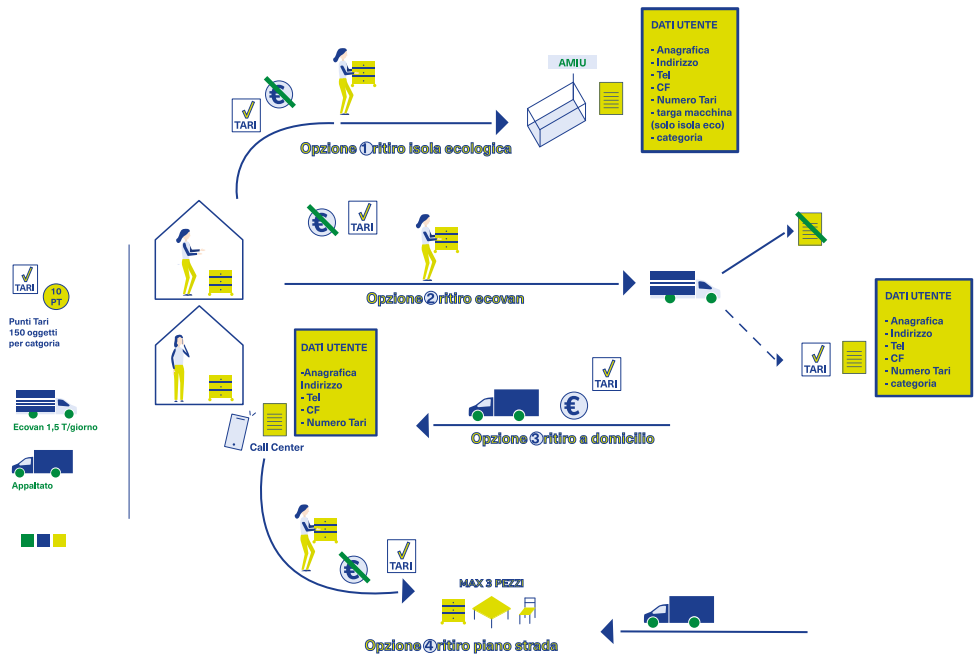 TARI
€
Opzione 1 ritiro isola ecologica
AMIU
DATI UTENTE
- Anagrafica
- Indirizzo
- Tel
- CF
- Numero Tari
- targa macchina
(solo isola eco)
- categoria
€
TARI
Opzione 2 ritiro ecovan
TARI
DATI UTENTE
- Anagrafica
- Indirizzo
- Tel
- CF
- Numero Tari
- categoria
TARI
10
PT
Punti Tari
150 oggetti
per catgoria
Ecovan 1,5 T/giorno
Appaltato
DATI UTENTE
-Anagrafica
Indirizzo
- Tel
- CF
- Numero Tari
Call Center
€
TARI
Opzione 3 ritiro a domicilio
€
TARI
MAX 3 PEZZI
Opzione 4 ritiro piano strada